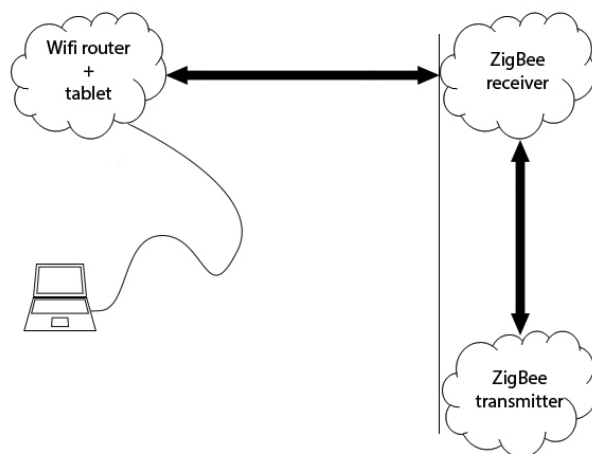 Wifi router
+
tablet
ZigBee
receiver
ZigBee
transmitter